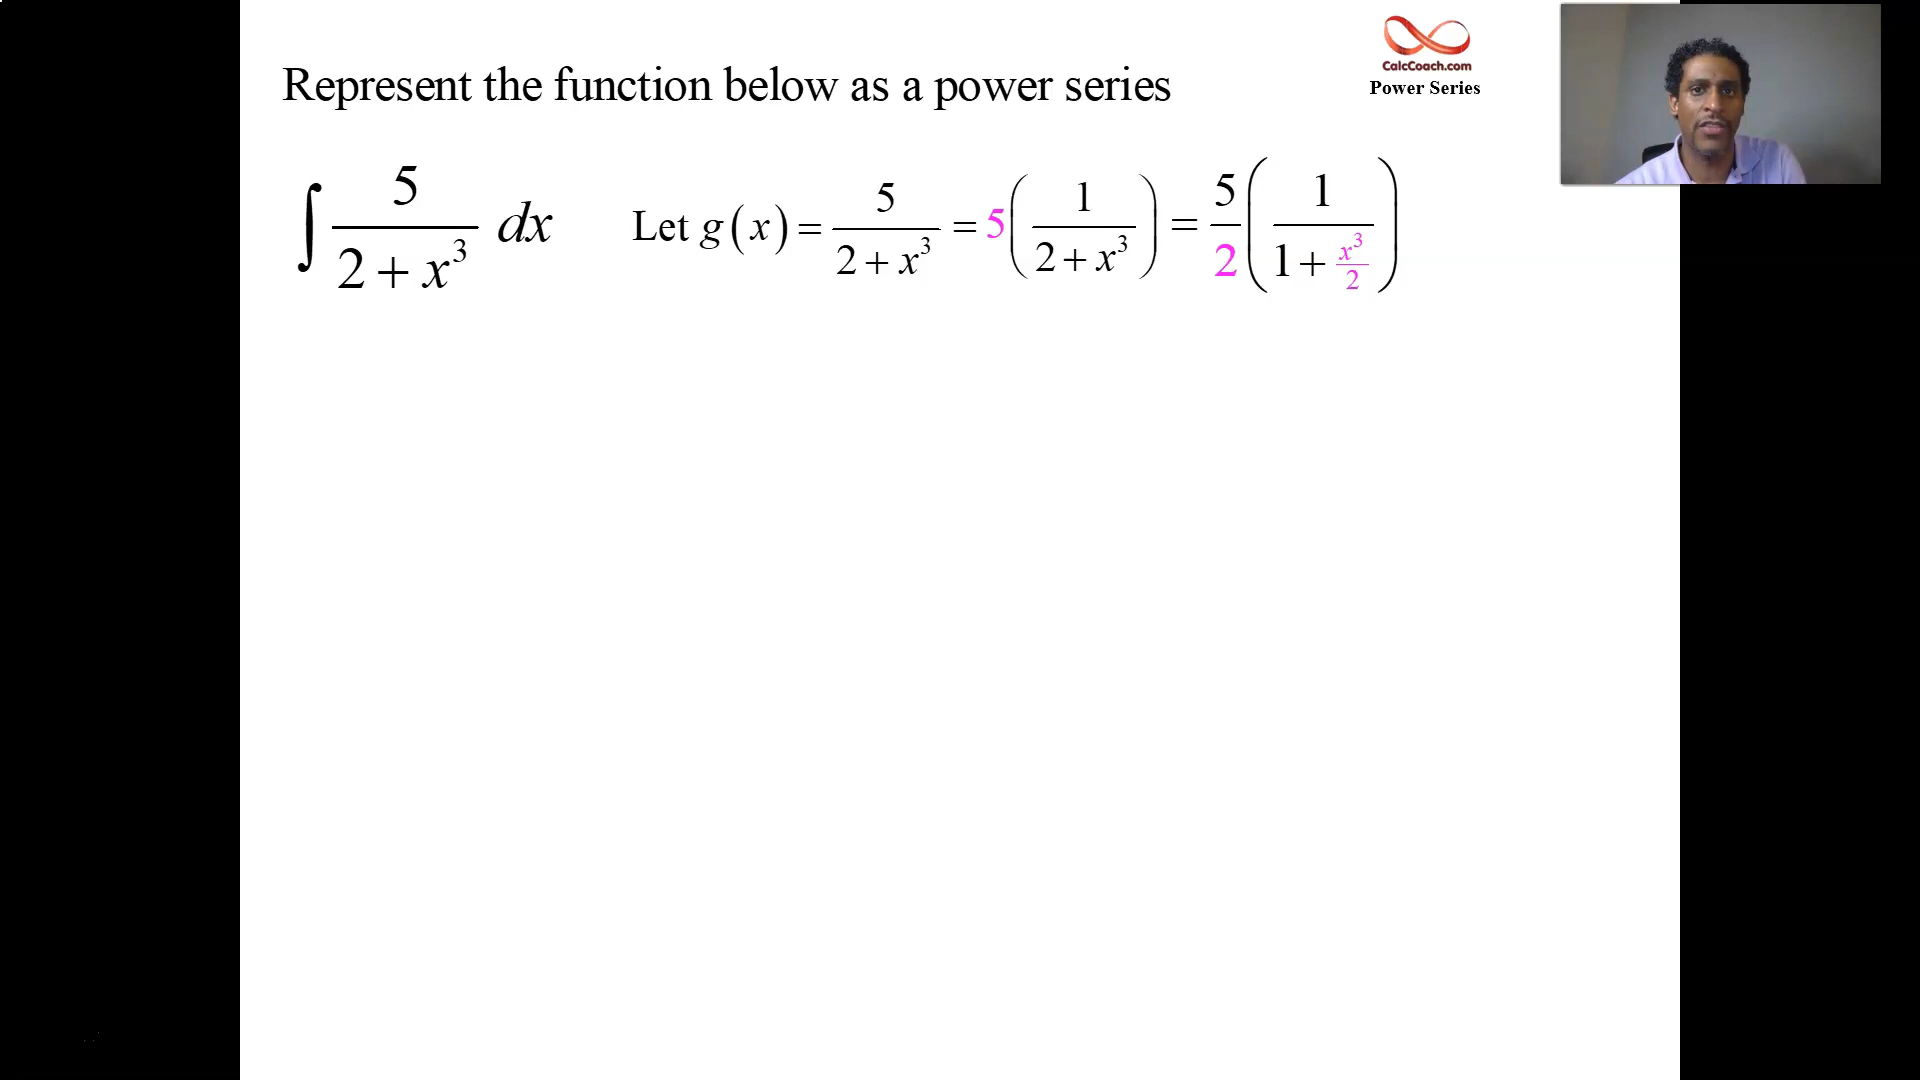 Represent the function below as a power series
CalcCoach.com
Power Series
∫ 5/(2 + x³) dx
Let g(x) = 5/(2 + x³) = 5(1/(2 + x³)) = 5/2(1/(1 + x³/2))